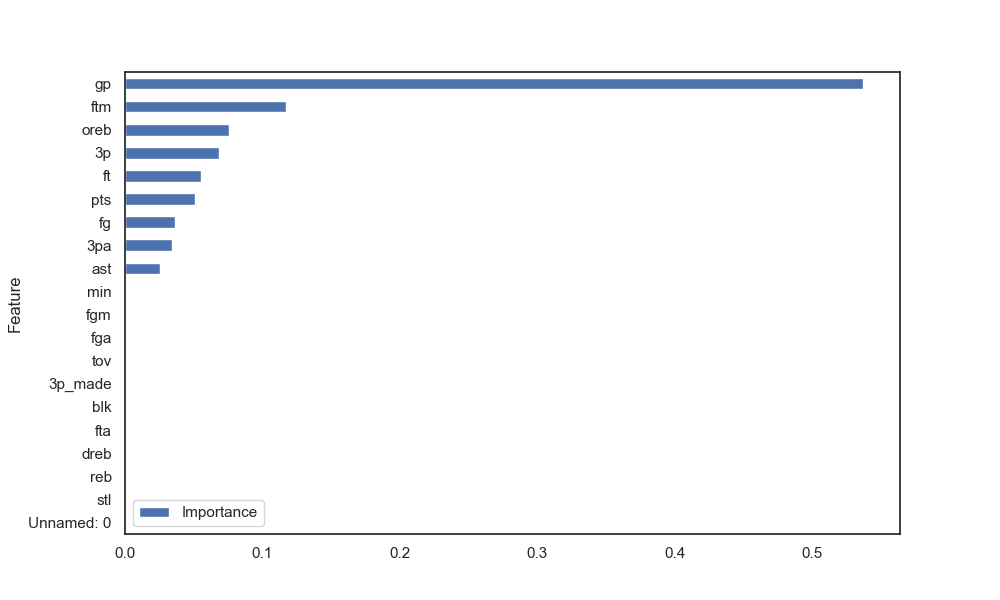 gp
ftm
oreb
3p
ft
pts
fg
3pa
ast
min
fgm
fga
tov
3p_made
blk
fta
dreb
reb
stl
Unnamed: 0
Feature
Importance
0.0 0.1 0.2 0.3 0.4 0.5